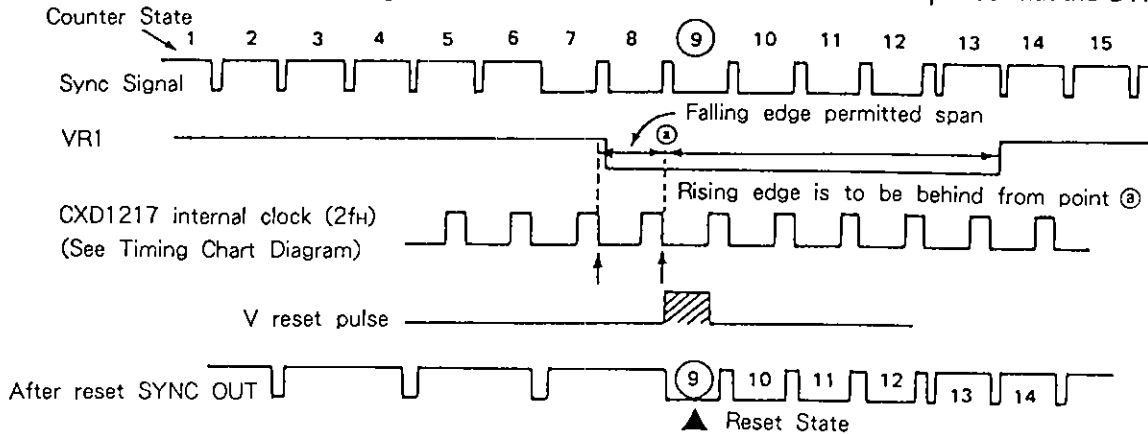 Counter State
1 2 3 4 5 6 7 8 ⑨ 10 11 12 13 14 15
Sync Signal
Falling edge permitted span
VR1
ⓐ
Rising edge is to be behind from point ⓐ
CXD1217 internal clock (2fH)
(See Timing Chart Diagram)
V reset pulse
After reset SYNC OUT
⑨ 10 11 12 13 14
Reset State